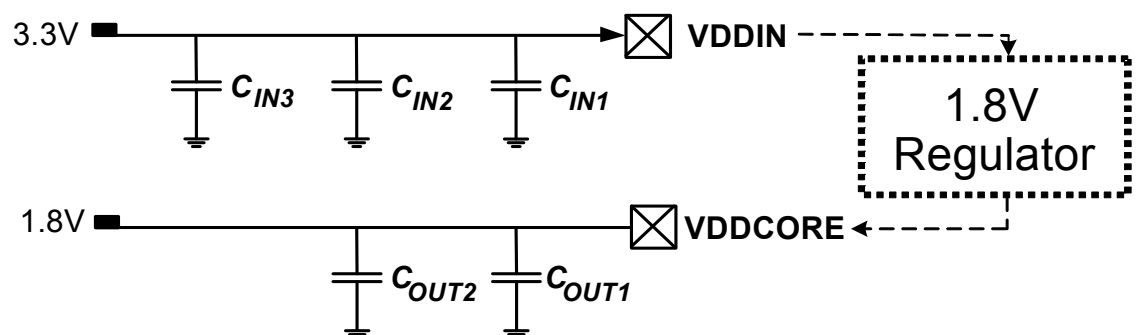 3.3V
VDDIN
C_IN3
C_IN2
C_IN1
1.8V
Regulator
1.8V
VDDCORE
C_OUT2
C_OUT1